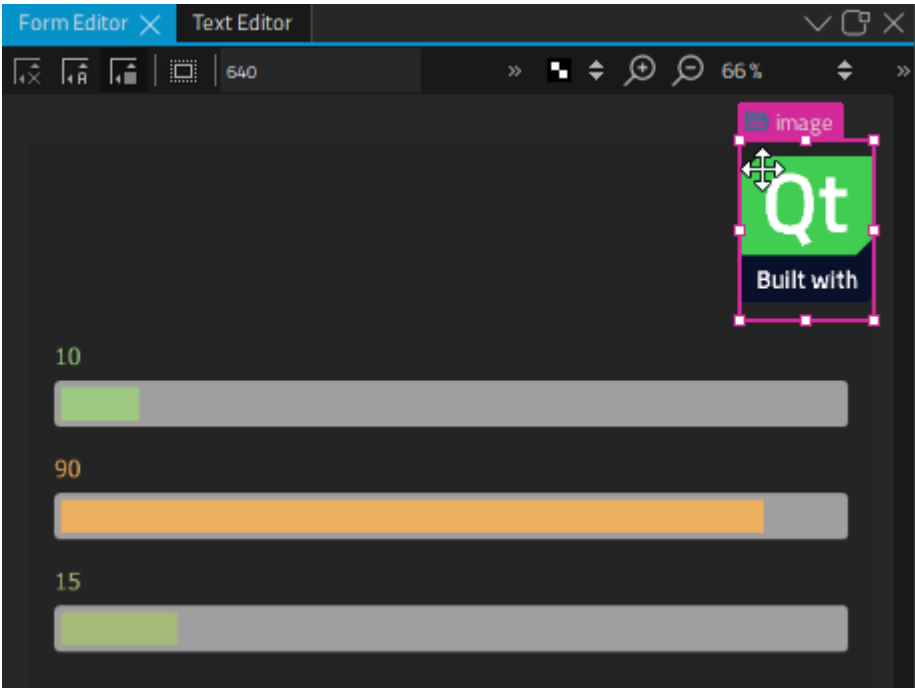 Form Editor Text Editor
A 640 » 66% »
image
Qt
Built with
10
90
15